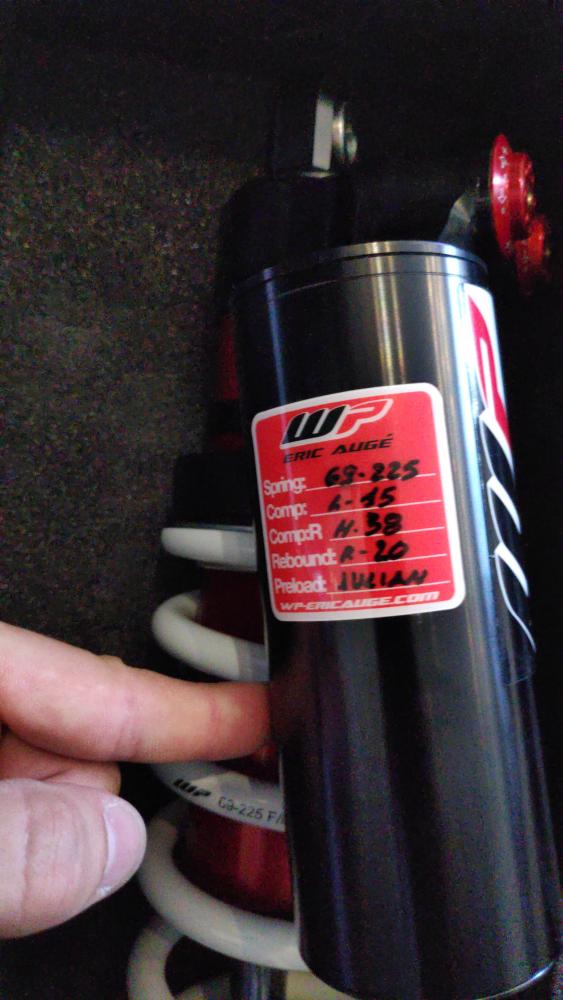 WP
ERIC AUGÉ
Spring: 69-225
Comp: L-15
Comp:R H-38
Rebound: R-20
Preload: JULIAN
WP-ERICAUGE.COM
WP 69-225